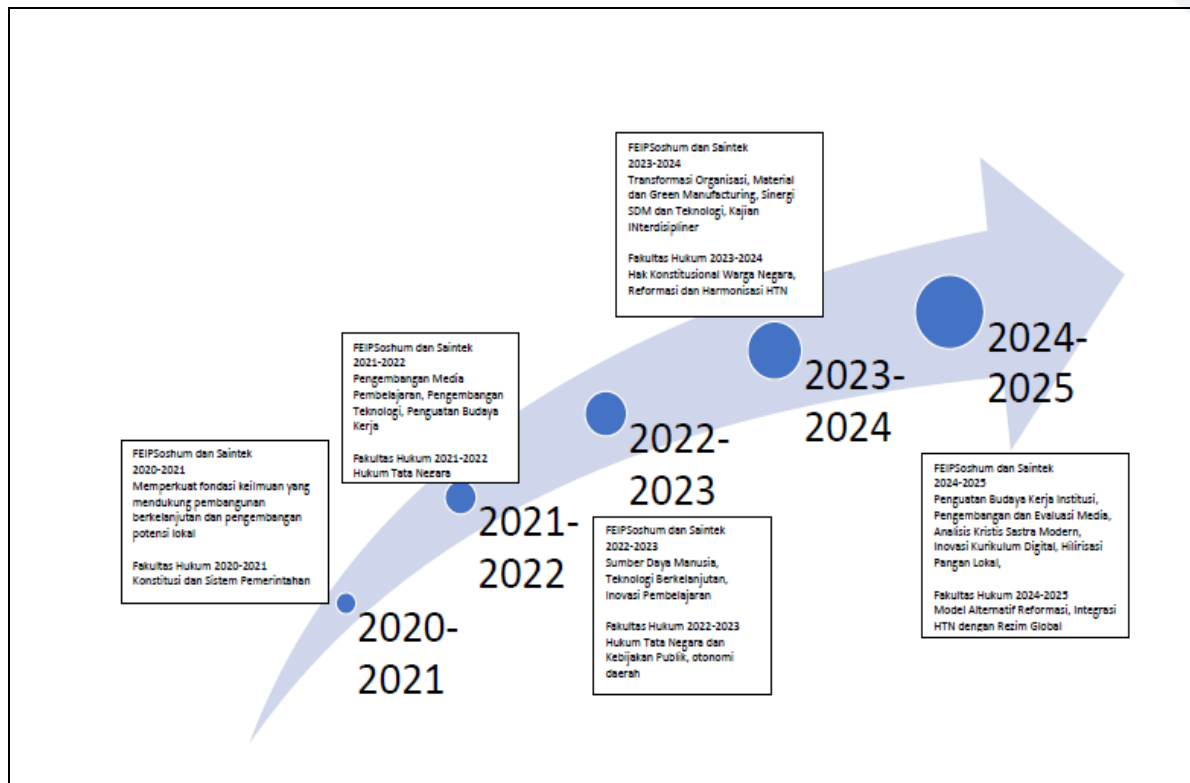 FEIPSoshum dan Saintek
2020-2021
Memperkuat fondasi keilmuan yang
mendukung pembangunan
berkelanjutan dan pengembangan
potensi lokal
Fakultas Hukum 2020-2021
Konstitusi dan Sistem Pemerintahan
2020-
2021
FEIPSoshum dan Saintek
2021-2022
Pengembangan Media
Pembelajaran, Pengembangan
Teknologi, Penguatan Budaya
Kerja
Fakultas Hukum 2021-2022
Hukum Tata Negara
2021-
2022
FEIPSoshum dan Saintek
2022-2023
Sumber Daya Manusia,
Teknologi Berkelanjutan,
Inovasi Pembelajaran
Fakultas Hukum 2022-2023
Hukum Tata Negara dan
Kebijakan Publik, otonomi
daerah
2022-
2023
FEIPSoshum dan Saintek
2023-2024
Transformasi Organisasi, Material
dan Green Manufacturing, Sinergi
SDM dan Teknologi, Kajian
INterdisipliner
Fakultas Hukum 2023-2024
Hak Konstitusional Warga Negara,
Reformasi dan Harmonisasi HTN
2023-
2024
FEIPSoshum dan Saintek
2024-2025
Penguatan Budaya Kerja Institusi,
Pengembangan dan Evaluasi Media,
Analisis Kristis Sastra Modern,
Inovasi Kurikulum Digital, Hilirisasi
Pangan Lokal,
Fakultas Hukum 2024-2025
Model Alternatif Reformasi, Integrasi
HTN dengan Rezim Global
2024-
2025